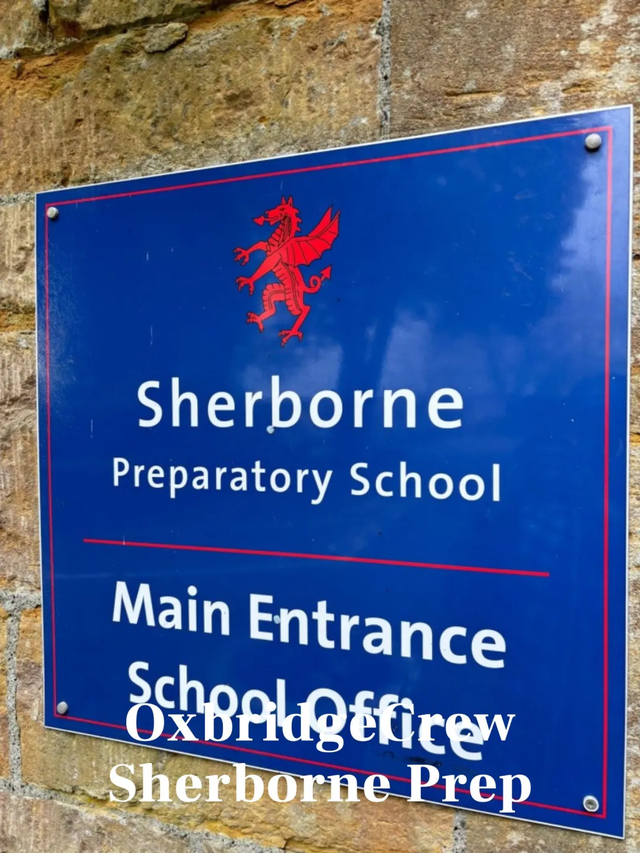 Sherborne
Preparatory School
Main Entrance
School Office
OxbridgeCrew
Sherborne Prep